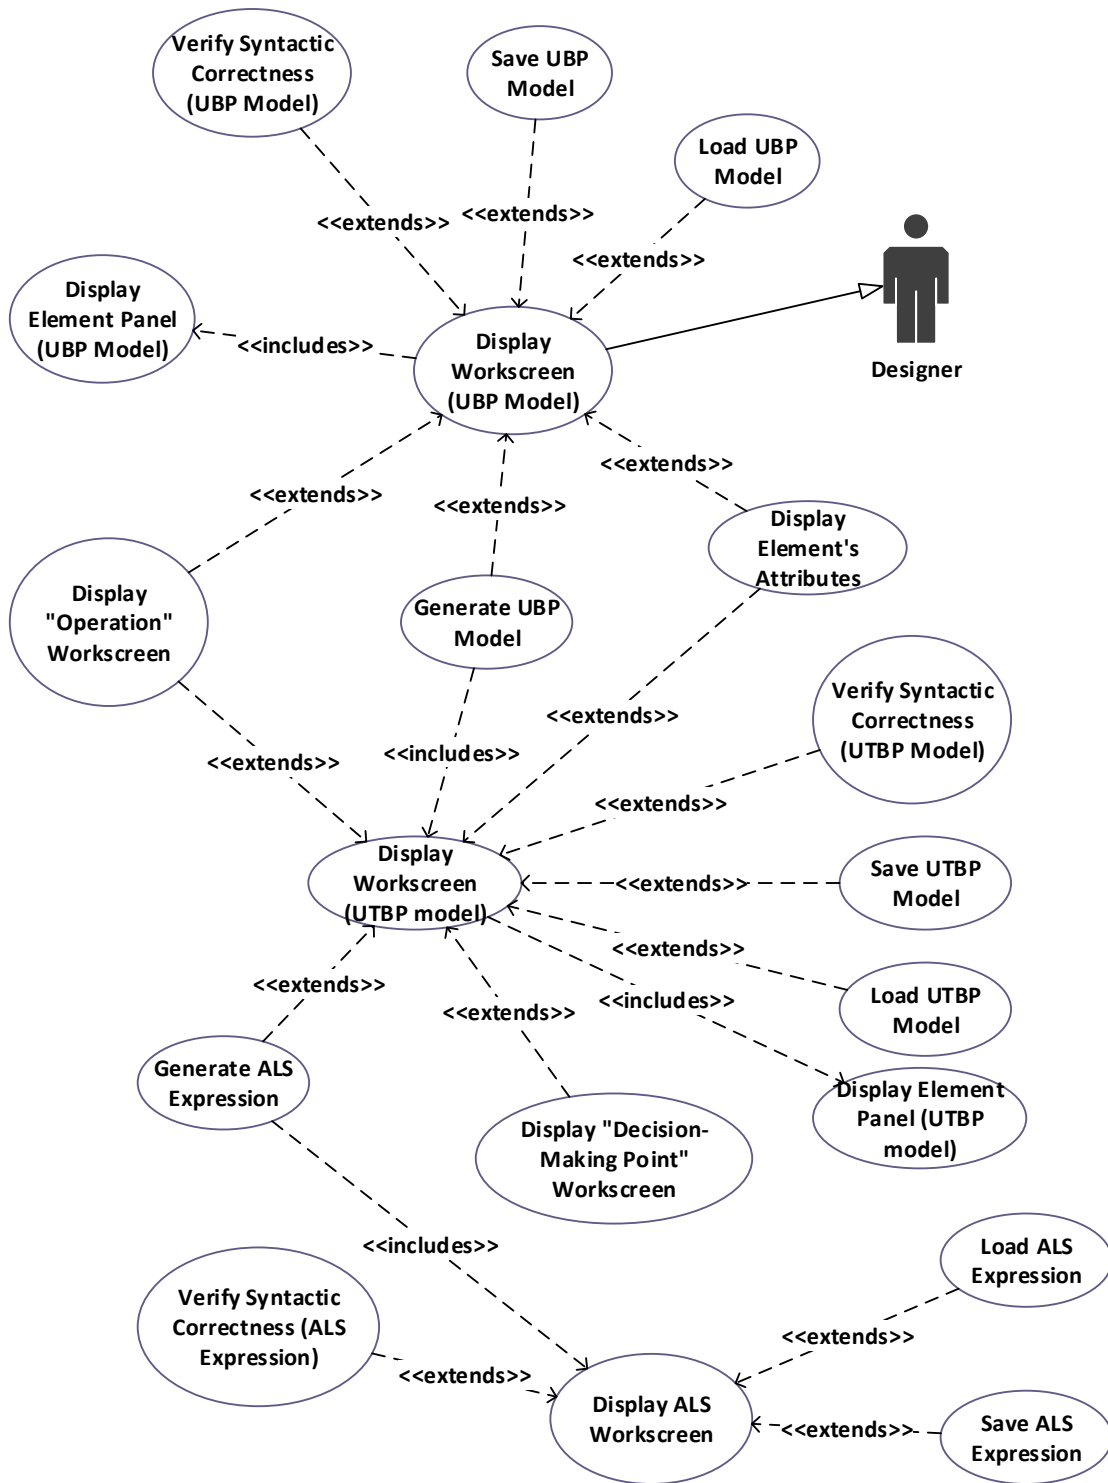 Verify Syntactic
Correctness
(UBP Model)
Save UBP
Model
Load UBP
Model
<<extends>>
<<extends>>
<<extends>>
Display
Element Panel
(UBP Model)
<<includes>>
Display
Workscreen
(UBP Model)
Designer
<<extends>>
<<extends>>
<<extends>>
Display
"Operation"
Workscreen
Generate UBP
Model
Display
Element's
Attributes
<<extends>>
<<includes>>
<<extends>>
Verify Syntactic
Correctness
(UTBP Model)
<<extends>>
Display
Workscreen
(UTBP model)
<<extends>>
Save UTBP
Model
<<extends>>
Load UTBP
Model
<<extends>>
<<extends>>
<<includes>>
Generate ALS
Expression
Display "Decision-
Making Point"
Workscreen
Display Element
Panel (UTBP
model)
<<includes>>
Verify Syntactic
Correctness (ALS
Expression)
<<extends>>
Display ALS
Workscreen
<<extends>>
Load ALS
Expression
<<extends>>
Save ALS
Expression